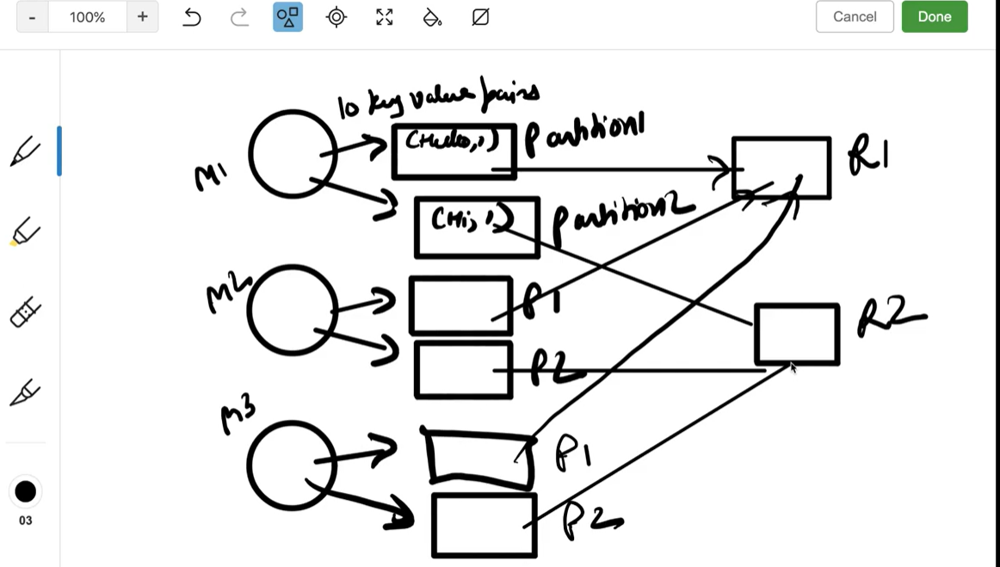 - 100% +
Cancel
Done
10 key value pairs
M1
(Hello,1)
Partition1
R1
(Hi, 1)
Partition2
M2
P1
R2
P2
M3
P1
P2
03